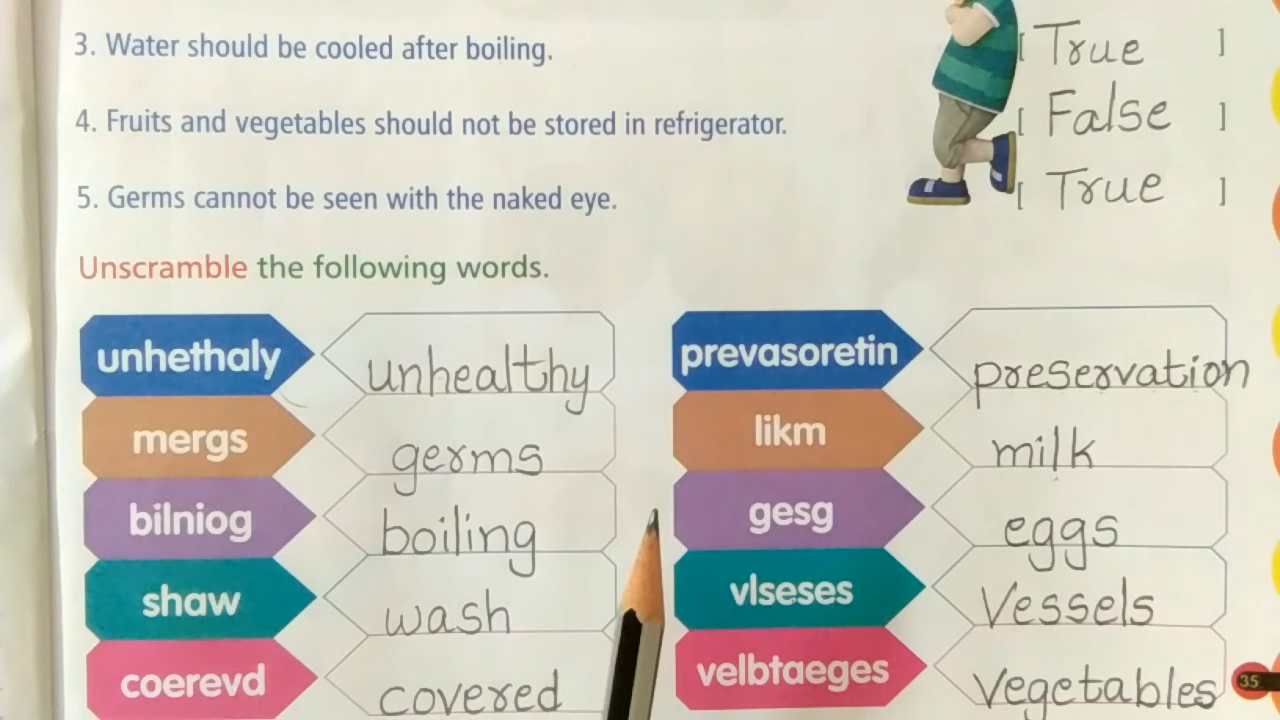 3. Water should be cooled after boiling. [ True ]
4. Fruits and vegetables should not be stored in refrigerator. [ False ]
5. Germs cannot be seen with the naked eye. [ True ]
Unscramble the following words.
unhethaly unhealthy prevasoretin preservation
mergs germs likm milk
bilniog boiling gesg eggs
shaw wash vlseses Vessels
coerevd covered velbtaeges Vegetables
35